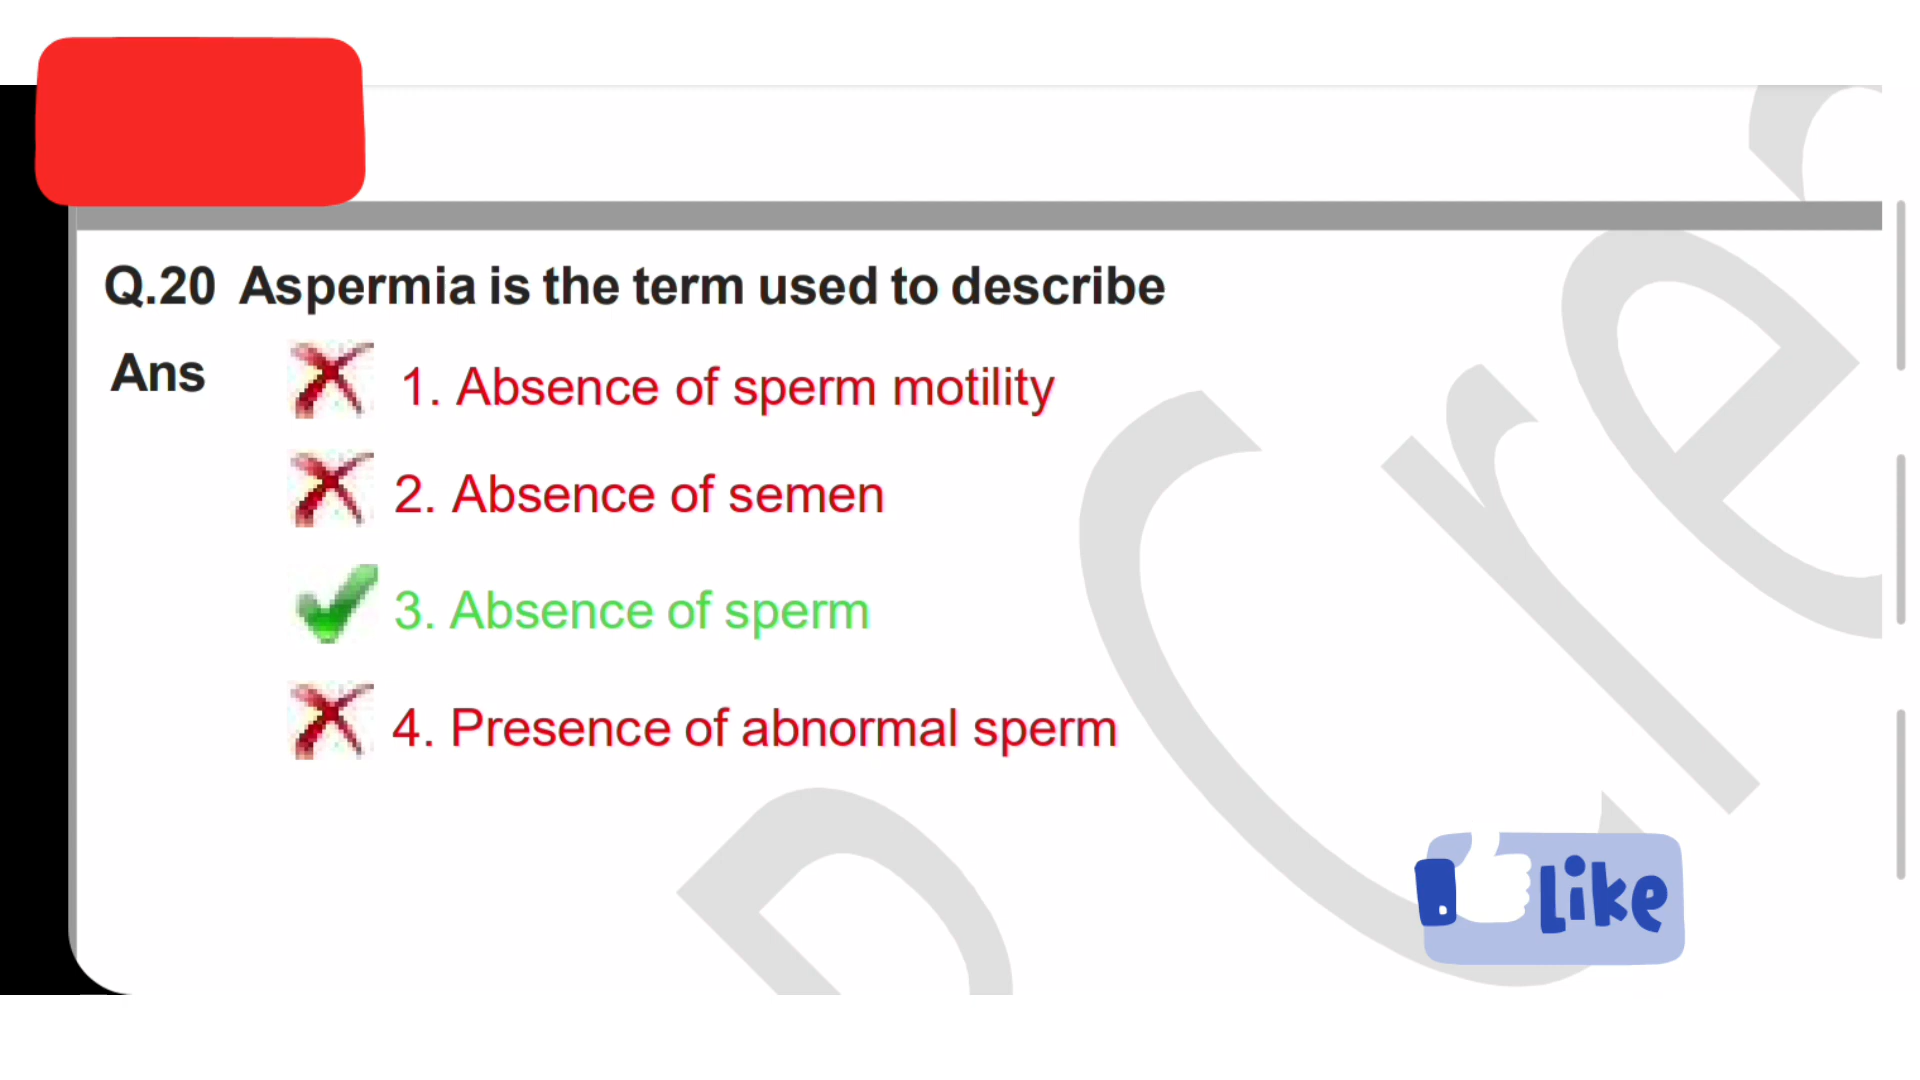 Q.20 Aspermia is the term used to describe
Ans
1. Absence of sperm motility
2. Absence of semen
3. Absence of sperm
4. Presence of abnormal sperm
Like